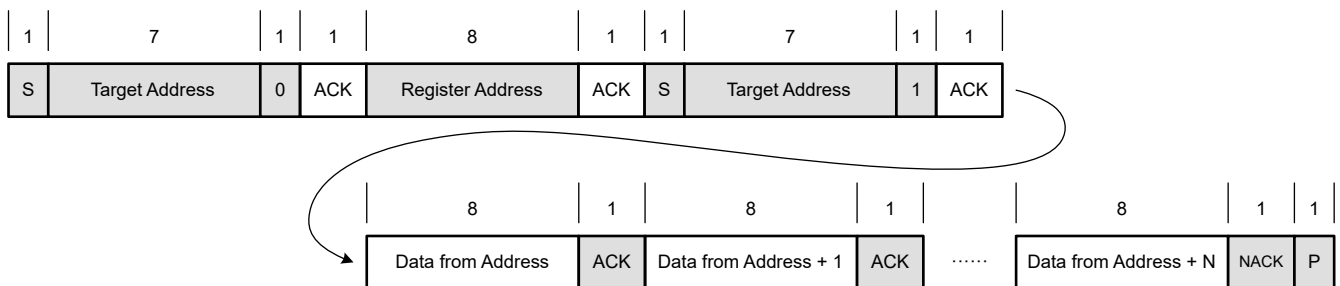 1 7 1 1 8 1 1 7 1 1
S Target Address 0 ACK Register Address ACK S Target Address 1 ACK
8 1 8 1 8 1 1
Data from Address ACK Data from Address + 1 ACK ...... Data from Address + N NACK P